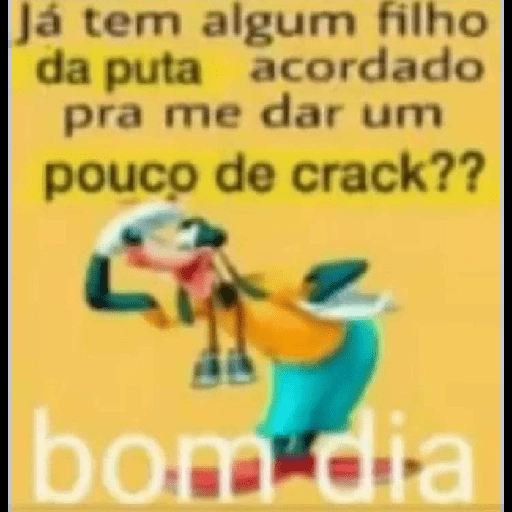 Já tem algum filho
da puta acordado
pra me dar um
pouco de crack??
bom dia